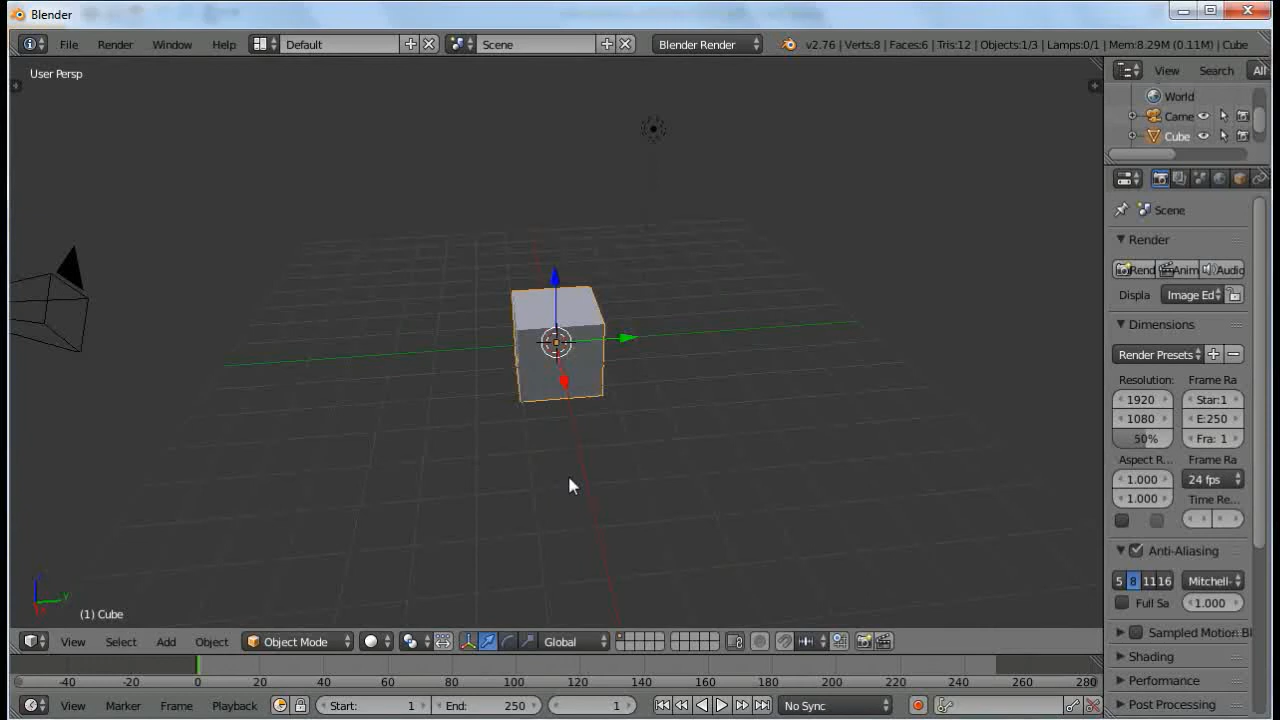 Blender
File Render Window Help Default Scene Blender Render v2.76 | Verts:8 | Faces:6 | Tris:12 | Objects:1/3 | Lamps:0/1 | Mem:8.29M (0.11M) | Cube
User Persp
View Search All
World
Came
Cube
Scene
Render
Rend Anim Audio
Displa Image Ed
Dimensions
Render Presets
Resolution: Frame Ra
1920 Star:1
1080 E:250
50% Fra: 1
Aspect R... Frame Ra
1.000 24 fps
1.000 Time Re...
Anti-Aliasing
5 8 11 16 Mitchell-
Full Sa 1.000
Sampled Motion Bl
Shading
Performance
Post Processing
z
y
(1) Cube
View Select Add Object Object Mode Global
-40 -20 0 20 40 60 80 100 120 140 160 180 200 220 240 260 280
View Marker Frame Playback Start: 1 End: 250 1 No Sync